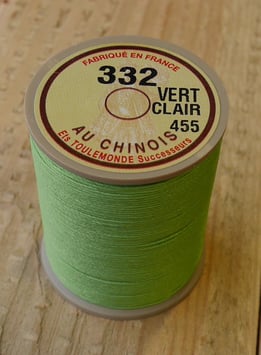 FABRIQUÉ EN FRANCE
332
VERT
CLAIR
455
AU CHINOIS
Ets TOULEMONDE Successeurs